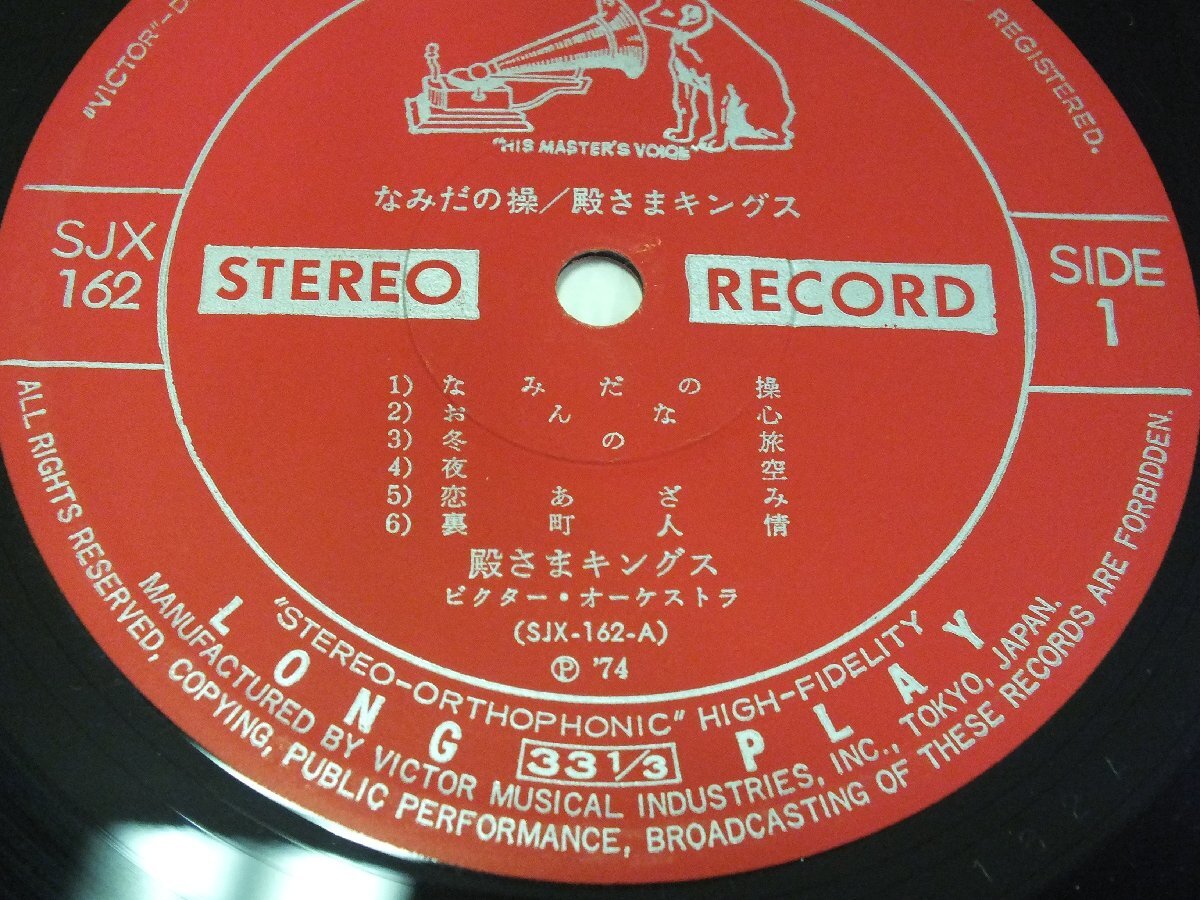 "VICTOR"-
REGISTERED.
"HIS MASTER'S VOICE"
なみだの操/殿さまキングス
SJX
162
STEREO RECORD
SIDE
1
1) なみだの操
2) おんな心
3) 冬の旅
4) 夜空
5) 恋あざみ
6) 裏町人情
殿さまキングス
ビクター・オーケストラ
(SJX-162-A)
Ⓟ '74
"STEREO-ORTHOPHONIC" HIGH-FIDELITY
LONG 33 1/3 PLAY
MANUFACTURED BY VICTOR MUSICAL INDUSTRIES, INC., TOKYO, JAPAN.
ALL RIGHTS RESERVED, COPYING, PUBLIC PERFORMANCE, BROADCASTING OF THESE RECORDS ARE FORBIDDEN.